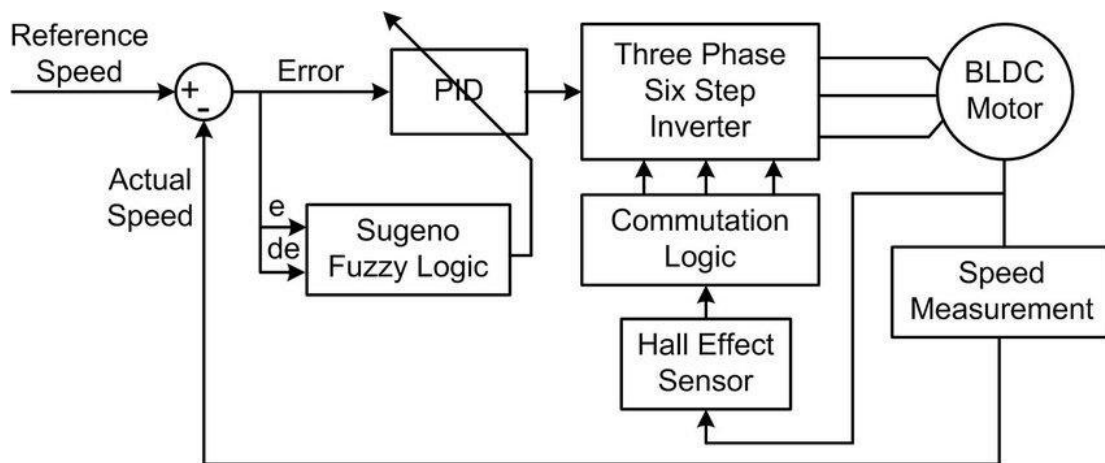 Reference
Speed
+
-
Error
PID
Three Phase
Six Step
Inverter
BLDC
Motor
Actual
Speed
e
de
Sugeno
Fuzzy Logic
Commutation
Logic
Speed
Measurement
Hall Effect
Sensor